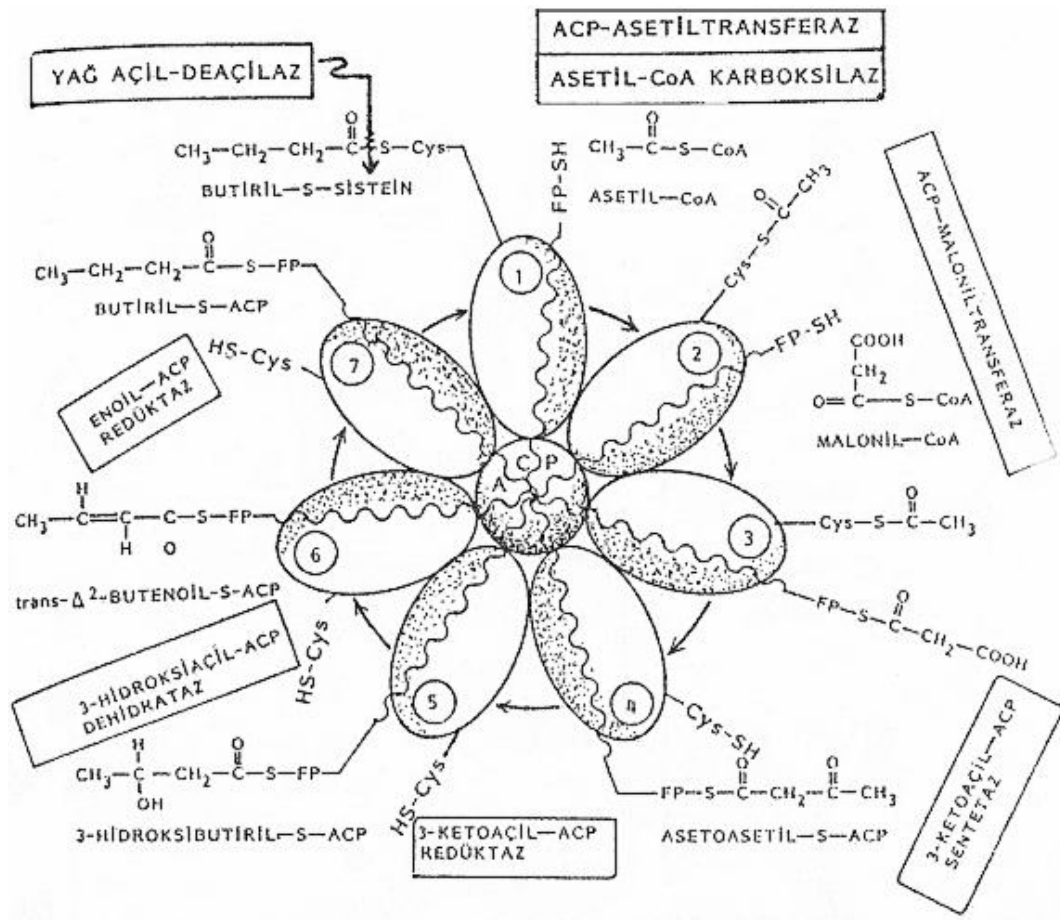 ACP-ASETİLTRANSFERAZ
ASETİL-CoA KARBOKSİLAZ
YAĞ AÇİL-DEAÇİLAZ
O
CH₃—CH₂—CH₂—C—S—Cys
BUTİRİL—S—SİSTEİN
FP-SH
O
CH₃—C—S—CoA
ASETİL—CoA
Cys—S—C—CH₃
O
ACP—MALONİLTRANSFERAZ
1
O
CH₃—CH₂—CH₂—C—S—FP
BUTİRİL—S—ACP
HS-Cys
7
2
FP-SH
COOH
CH₂
O=C—S—CoA
MALONİL—CoA
ENOİL—ACP
REDÜKTAZ
A C P
H
CH₃—C=C—C—S—FP
H O
trans-Δ²-BUTENOİL-S-ACP
6
3
Cys—S—C—CH₃
O
FP—S—C—CH₂—COOH
O
HS-Cys
3-HİDROKSİAÇİL-ACP
DEHİDRATAZ
5
4
Cys-SH
H O
CH₃—C—CH₂—C—S—FP
OH
3-HİDROKSİBUTİRİL—S—ACP
HS-Cys
3-KETOAÇİL—ACP
REDÜKTAZ
O O
FP—S—C—CH₂—C—CH₃
ASETOASETİL—S—ACP
3-KETOAÇİL—ACP
SENTETAZ